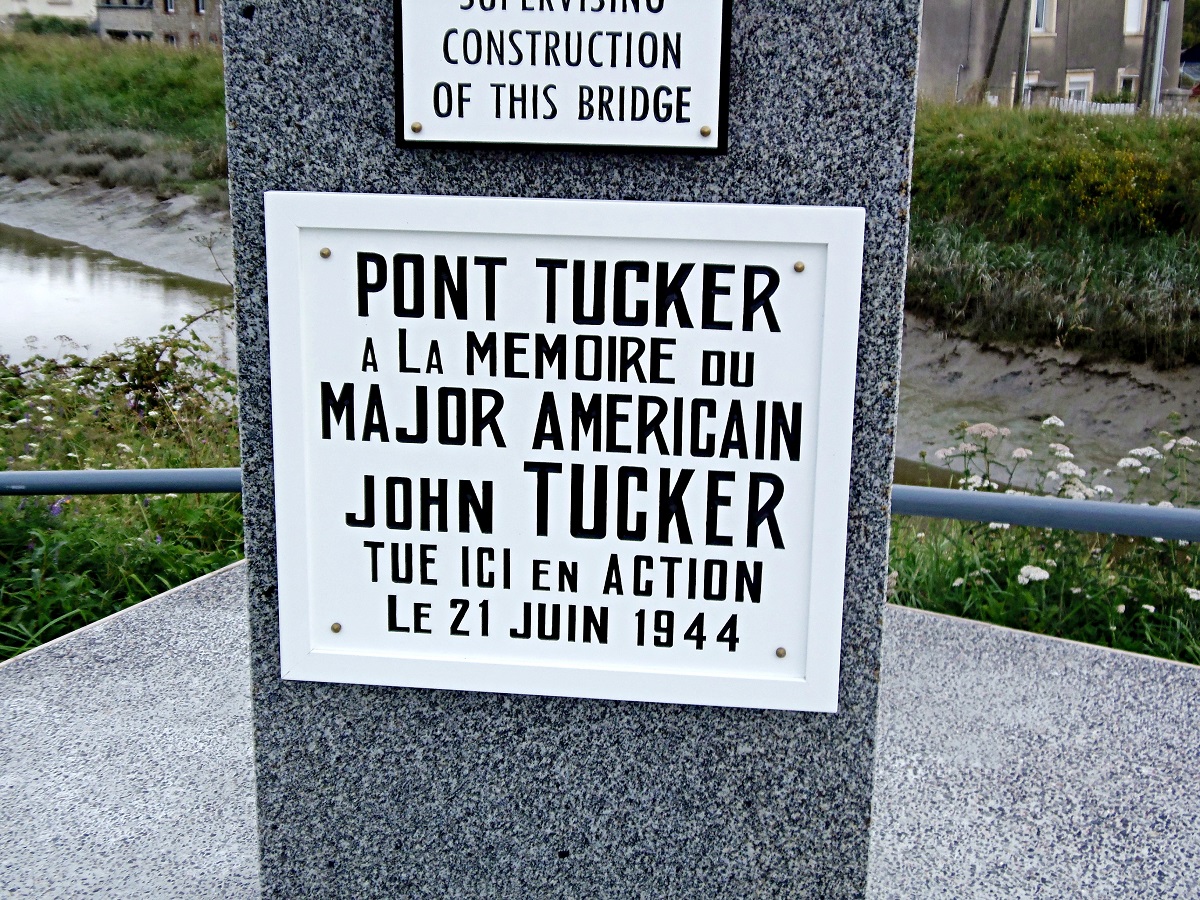 SUPERVISING
CONSTRUCTION
OF THIS BRIDGE
PONT TUCKER
A LA MEMOIRE DU
MAJOR AMERICAIN
JOHN TUCKER
TUE ICI EN ACTION
LE 21 JUIN 1944